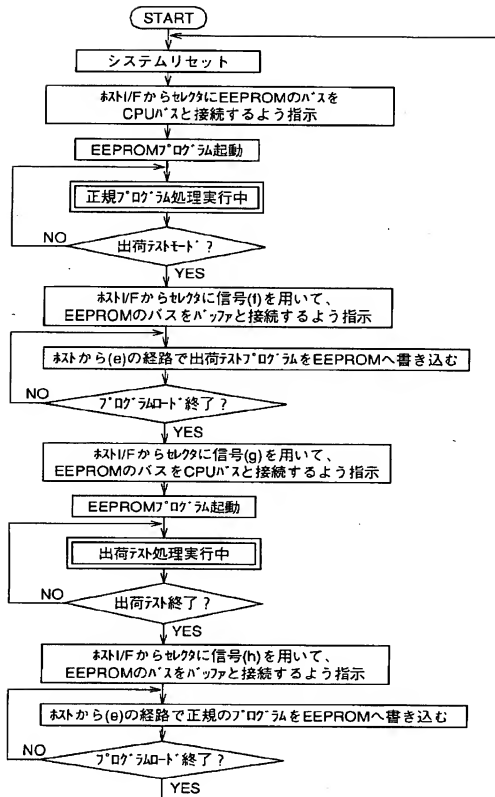 START
システムリセット
ホストI/FからセレクタにEEPROMのバスを
CPUバスと接続するよう指示
EEPROMプログラム起動
正規プログラム処理実行中
NO
出荷テストモード?
YES
ホストI/Fからセレクタに信号(f)を用いて、
EEPROMのバスをバッファと接続するよう指示
ホストから(e)の経路で出荷テストプログラムをEEPROMへ書き込む
NO
プログラムロード終了?
YES
ホストI/Fからセレクタに信号(g)を用いて、
EEPROMのバスをCPUバスと接続するよう指示
EEPROMプログラム起動
出荷テスト処理実行中
NO
出荷テスト終了?
YES
ホストI/Fからセレクタに信号(h)を用いて、
EEPROMのバスをバッファと接続するよう指示
ホストから(e)の経路で正規のプログラムをEEPROMへ書き込む
NO
プログラムロード終了?
YES